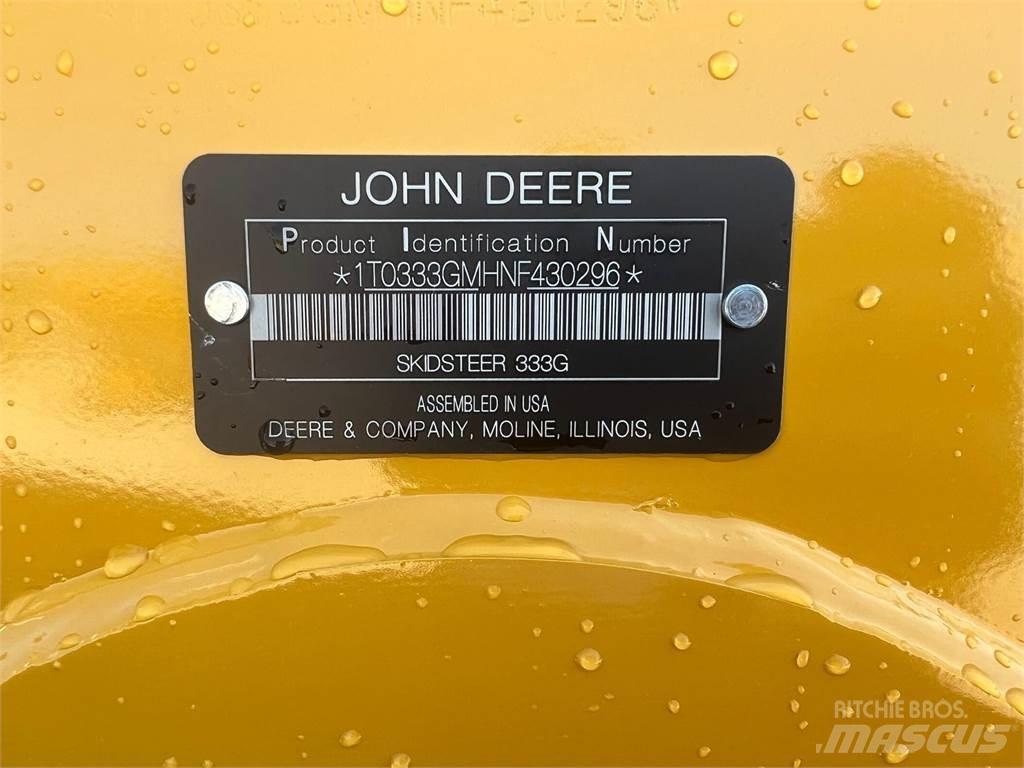 JOHN DEERE
Product Identification Number
*1T0333GMHNF430296*
SKIDSTEER 333G
ASSEMBLED IN USA
DEERE & COMPANY, MOLINE, ILLINOIS, USA
RITCHIE BROS.
MASCUS